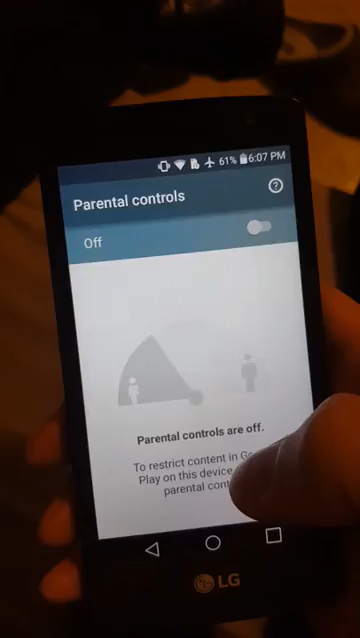 61% 6:07 PM
Parental controls
Off
Parental controls are off.
To restrict content in
Play on this device
parental
LG